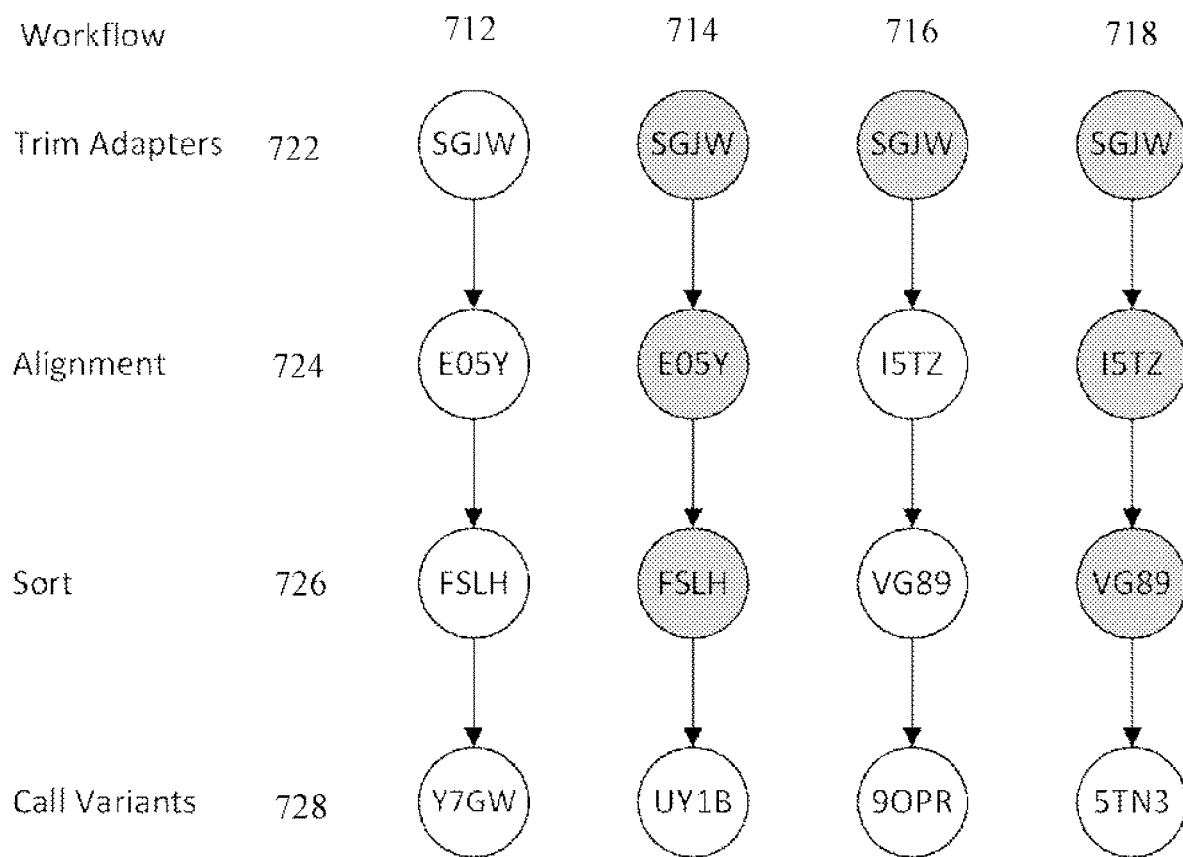 Workflow 712 714 716 718
Trim Adapters 722 SGJW SGJW SGJW SGJW
Alignment 724 E05Y E05Y I5TZ I5TZ
Sort 726 FSLH FSLH VG89 VG89
Call Variants 728 Y7GW UY1B 9OPR 5TN3